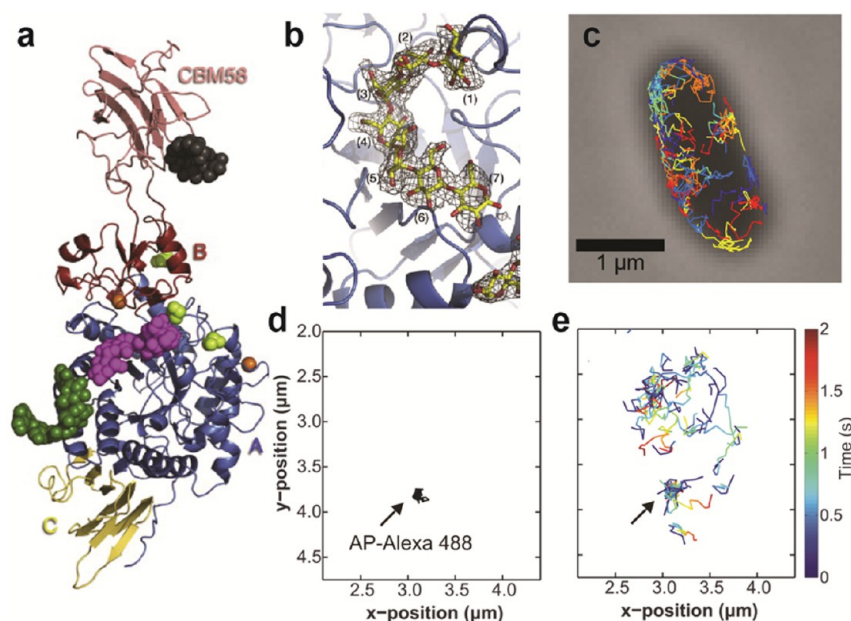 a
CBM58
B
A
C
b
(1)
(2)
(3)
(4)
(5)
(6)
(7)
c
1 μm
d
2.0
2.5
3.0
3.5
4.0
4.5
y-position (μm)
AP-Alexa 488
2.5 3.0 3.5 4.0
x-position (μm)
e
2.5 3.0 3.5 4.0
x-position (μm)
2
1.5
1
0.5
0
Time (s)